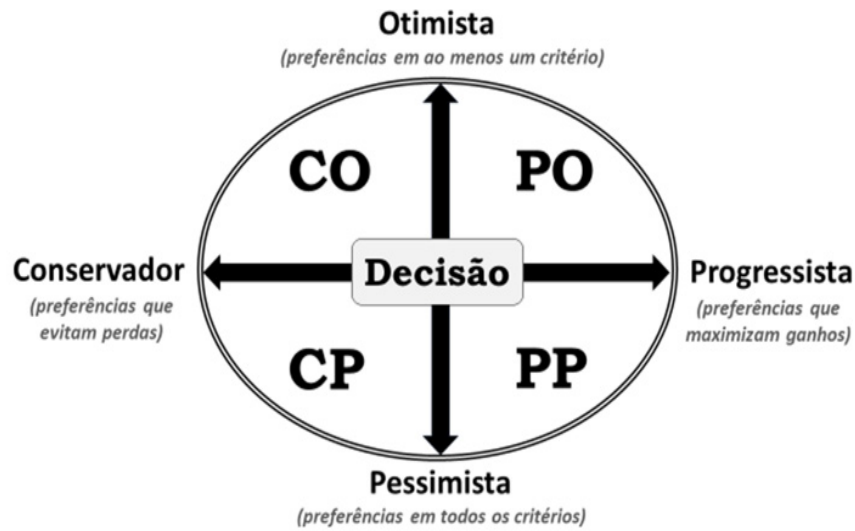 Otimista
(preferências em ao menos um critério)
CO
PO
Conservador
(preferências que
evitam perdas)
Decisão
Progressista
(preferências que
maximizam ganhos)
CP
PP
Pessimista
(preferências em todos os critérios)